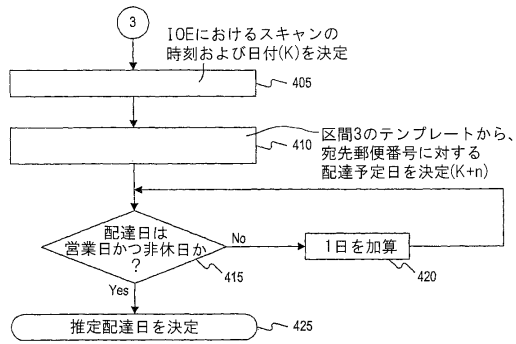 3
IOEにおけるスキャンの
時刻および日付(K)を決定
405
区間3のテンプレートから、
宛先郵便番号に対する
配達予定日を決定(K+n)
410
配達日は
営業日かつ非休日か
?
No
1日を加算
415
420
Yes
推定配達日を決定
425